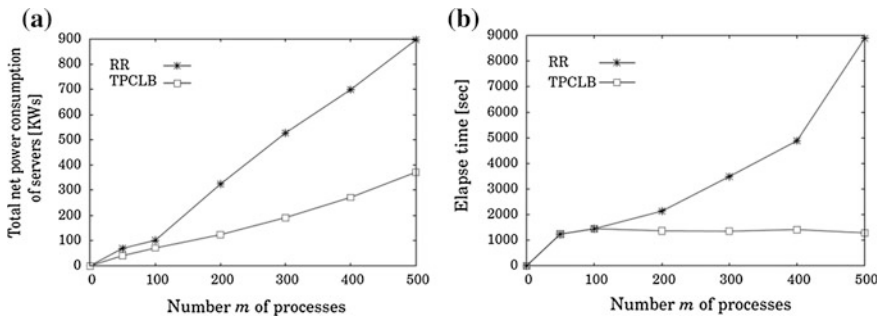 (a)
900
800
700
600
500
400
300
200
100
0
Total net power consumption
of servers [KWs]
RR
TPCLB
0 100 200 300 400 500
Number m of processes
(b)
9000
8000
7000
6000
5000
4000
3000
2000
1000
0
Elapse time [sec]
RR
TPCLB
0 100 200 300 400 500
Number m of processes